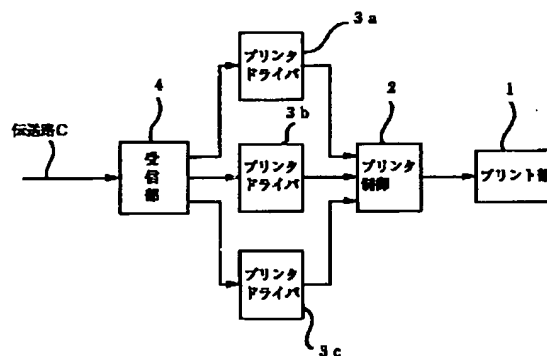 3a
プリンタ
ドライバ
伝送路C
4
受
信
部
3b
プリンタ
ドライバ
2
プリンタ
制御
1
プリント部
プリンタ
ドライバ
3c